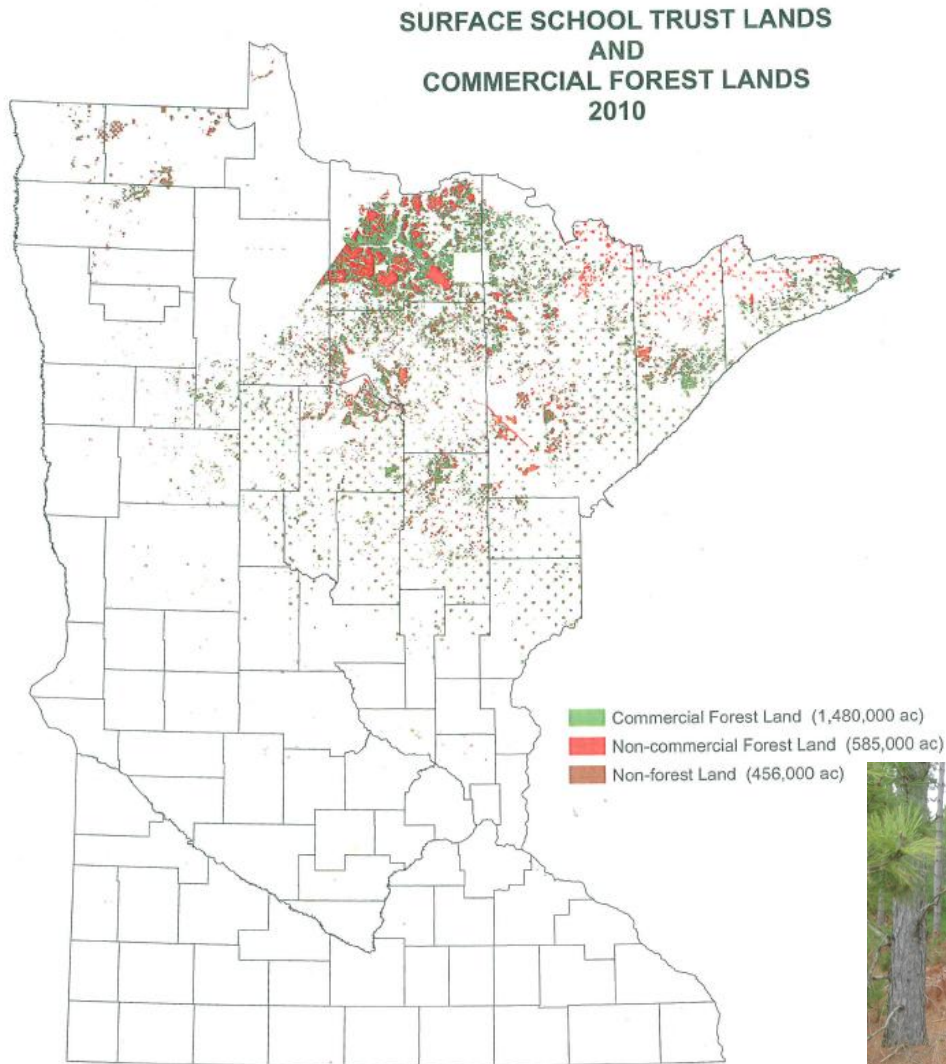 SURFACE SCHOOL TRUST LANDS
AND
COMMERCIAL FOREST LANDS
2010
Commercial Forest Land (1,480,000 ac)
Non-commercial Forest Land (585,000 ac)
Non-forest Land (456,000 ac)